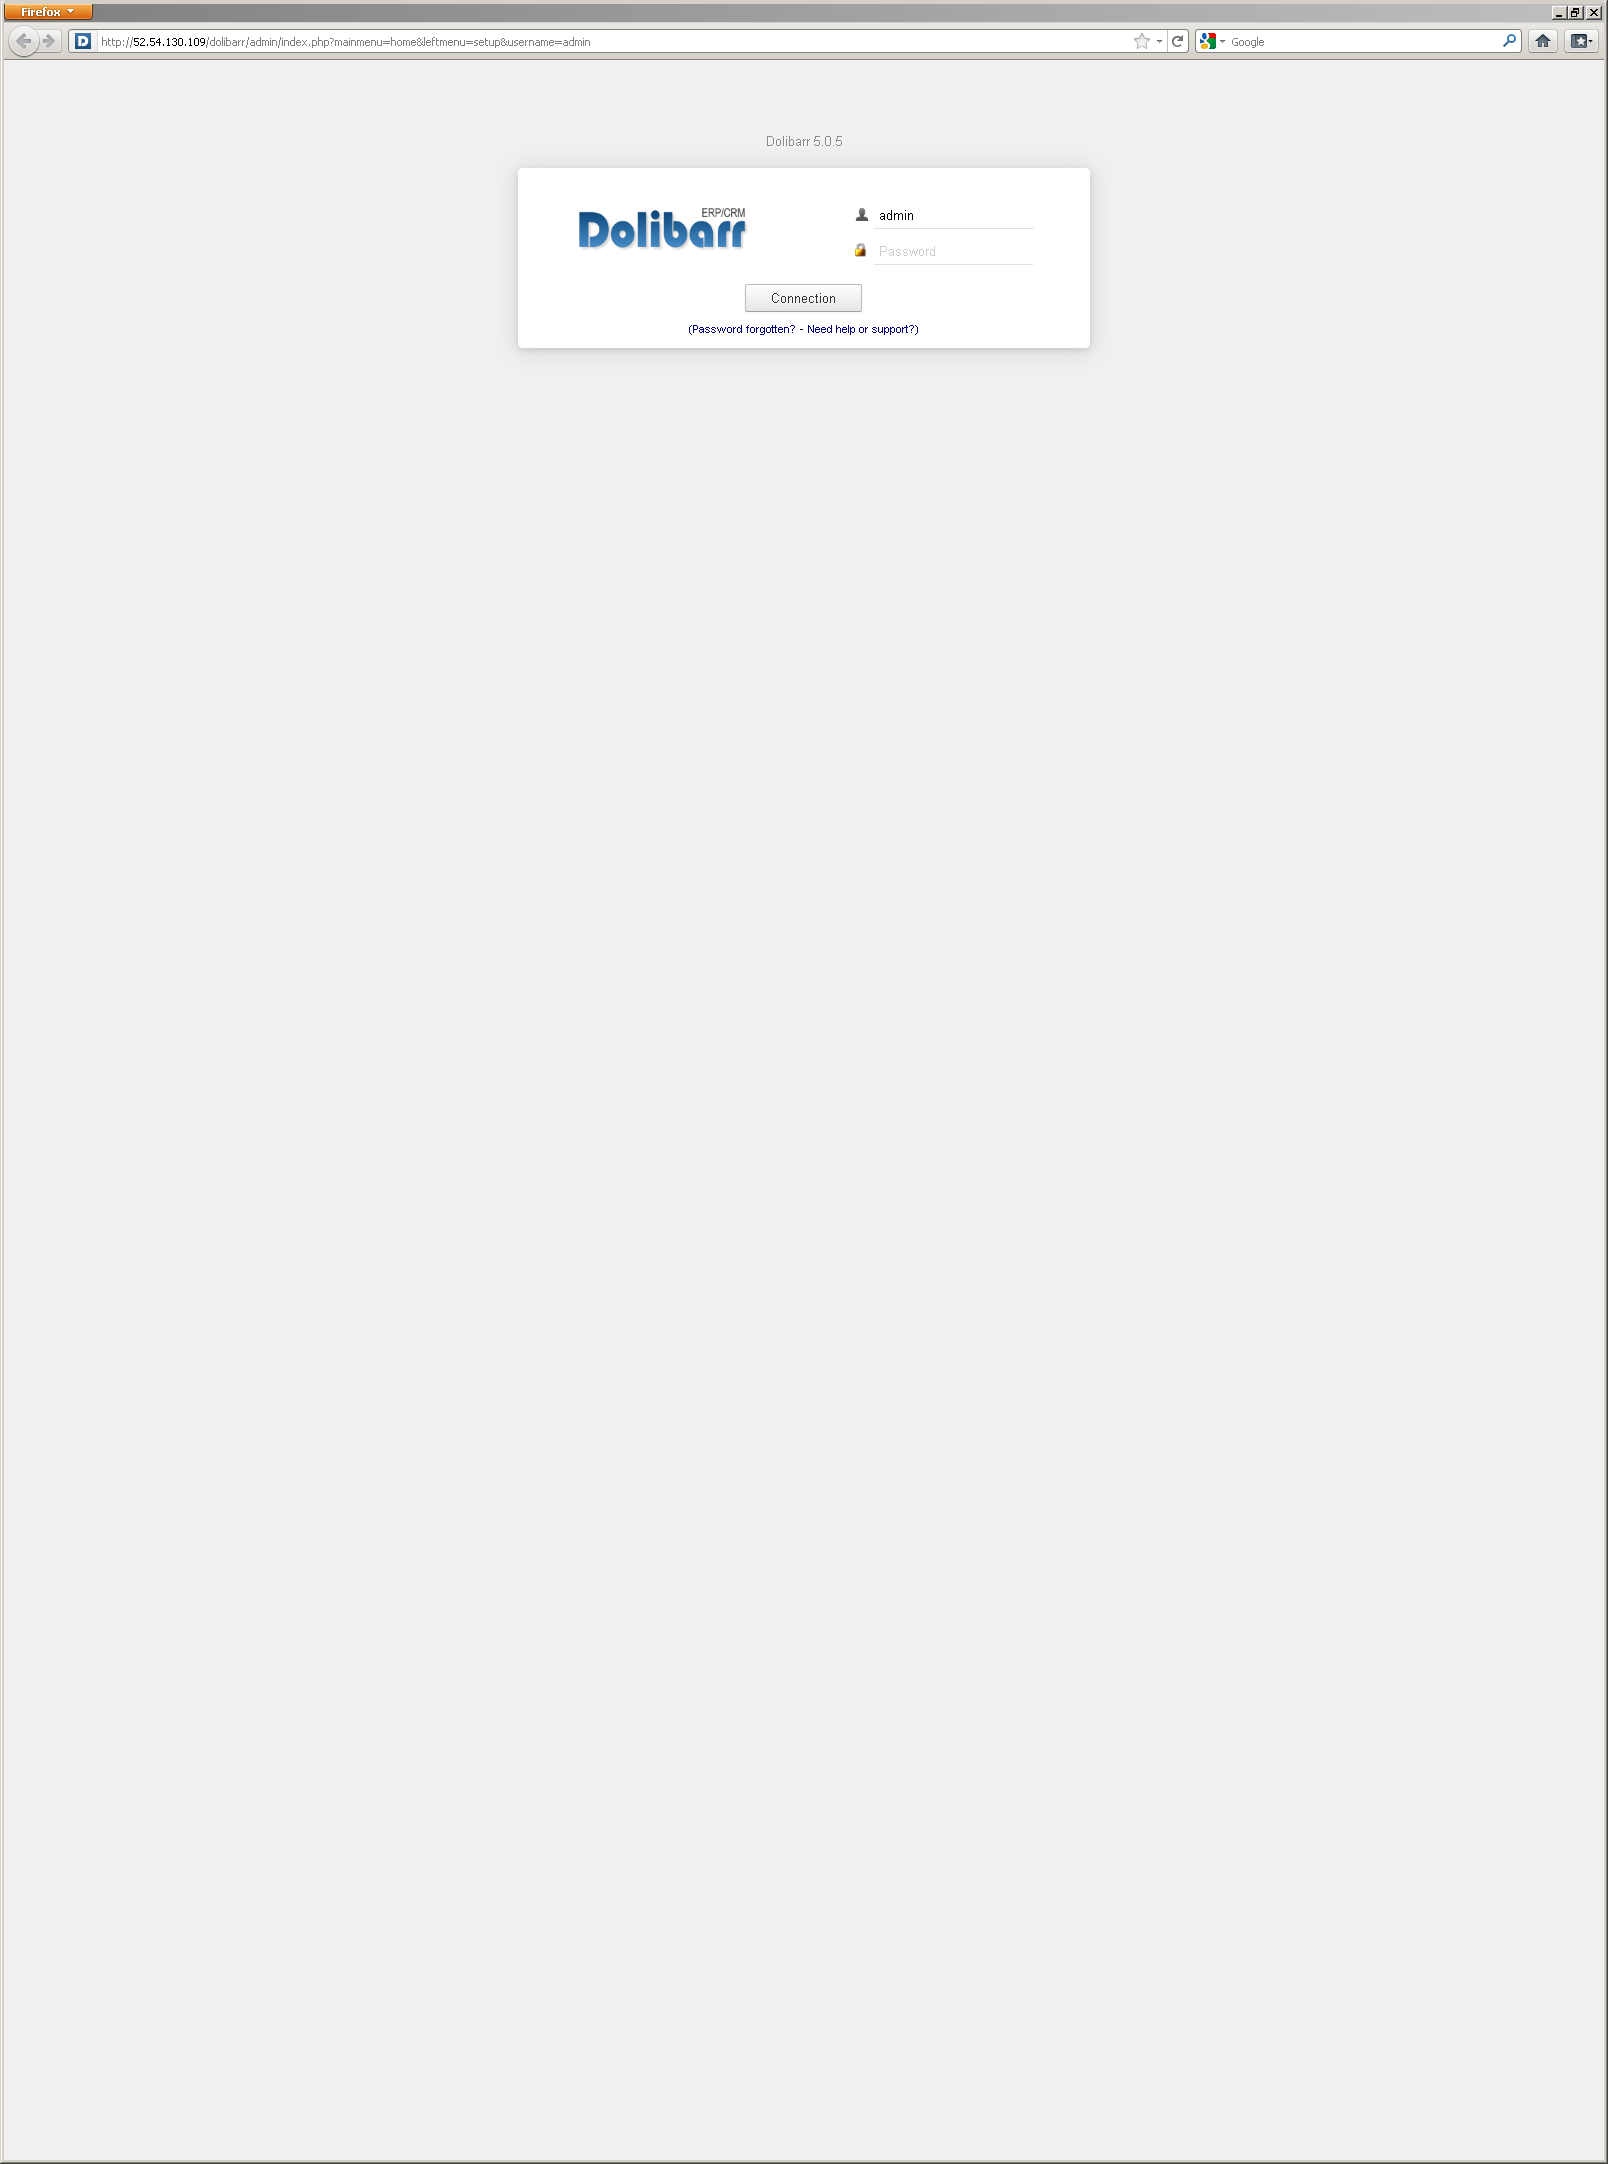 Firefox
http://52.54.130.109/dolibarr/admin/index.php?mainmenu=home&leftmenu=setup&username=admin
Google
Dolibarr 5.0.5
ERP/CRM
Dolibarr
admin
Password
Connection
(Password forgotten? - Need help or support?)